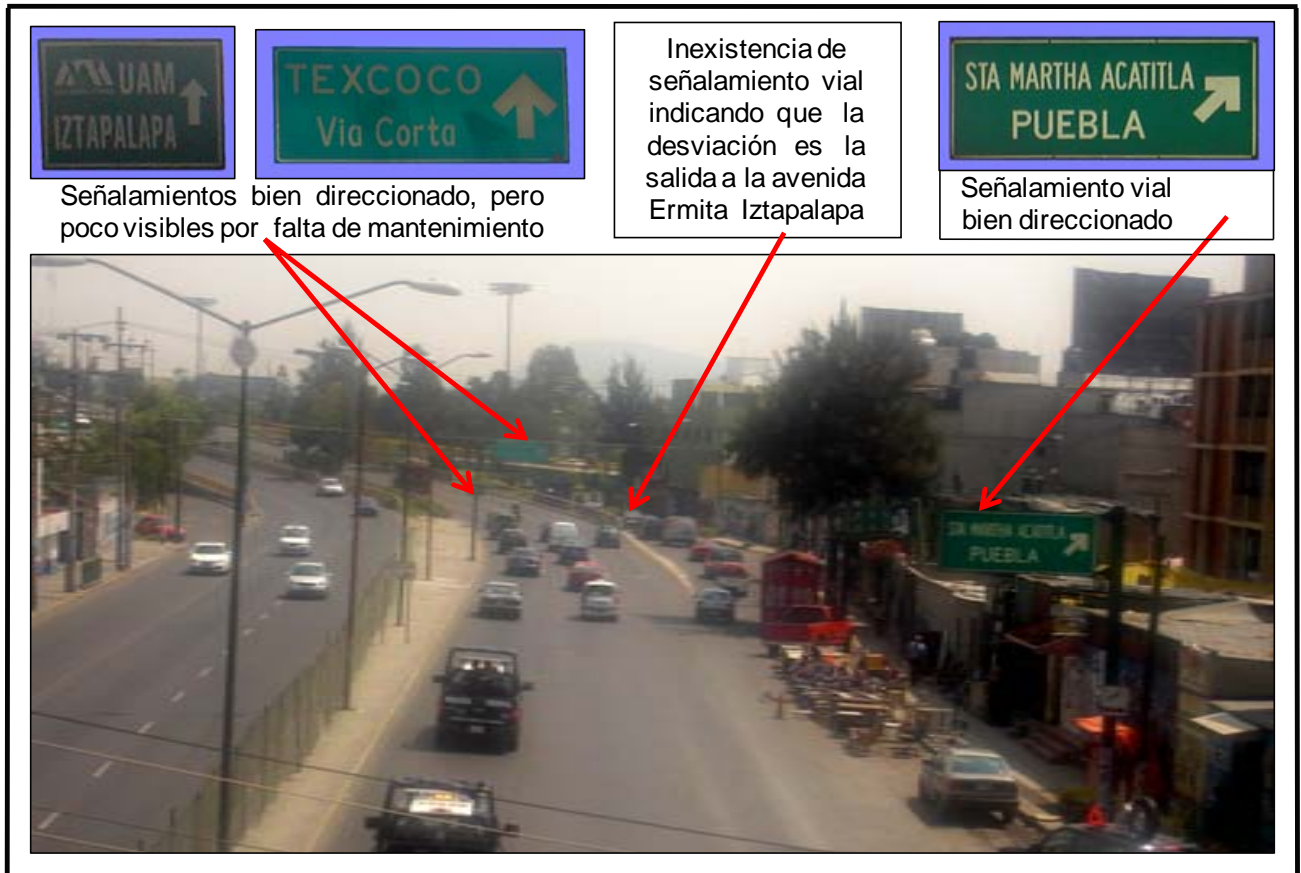 UAM
IZTAPALAPA
TEXCOCO
Via Corta
Señalamientos bien direccionado, pero
poco visibles por falta de mantenimiento
Inexistencia de
señalamiento vial
indicando que la
desviación es la
salida a la avenida
Ermita Iztapalapa
STA MARTHA ACATITLA
PUEBLA
Señalamiento vial
bien direccionado
STA MARTHA ACATITLA
PUEBLA